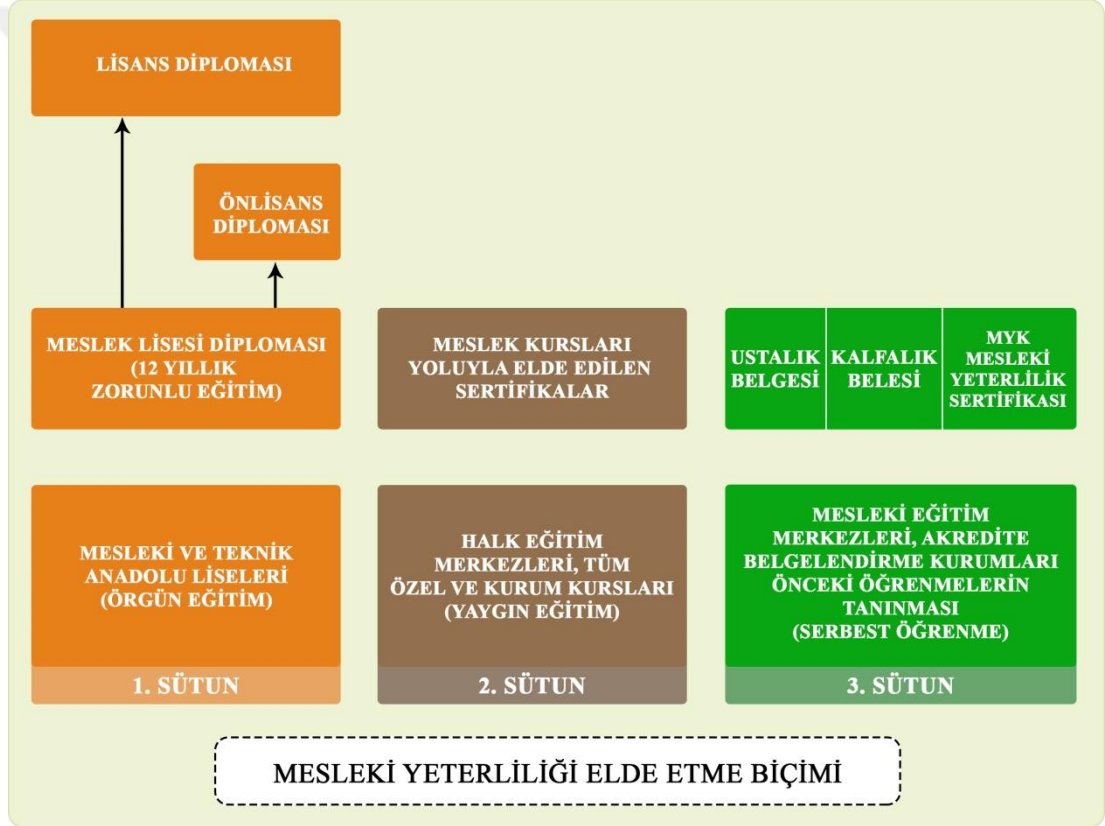 LİSANS DİPLOMASI
ÖNLİSANS
DİPLOMASI
MESLEK LİSESİ DİPLOMASI
(12 YILLIK
ZORUNLU EĞİTİM)
MESLEK KURSLARI
YOLUYLA ELDE EDİLEN
SERTİFİKALAR
USTALIK
BELGESİ
KALFALIK
BELESİ
MYK
MESLEKİ
YETERLİLİK
SERTİFİKASI
MESLEKİ VE TEKNİK
ANADOLU LİSELERİ
(ÖRGÜN EĞİTİM)
HALK EĞİTİM
MERKEZLERİ, TÜM
ÖZEL VE KURUM KURSLARI
(YAYGIN EĞİTİM)
MESLEKİ EĞİTİM
MERKEZLERİ, AKREDİTE
BELGELENDİRME KURUMLARI
ÖNCEKİ ÖĞRENMELERİN
TANINMASI
(SERBEST ÖĞRENME)
1. SÜTUN
2. SÜTUN
3. SÜTUN
MESLEKİ YETERLİLİĞİ ELDE ETME BİÇİMİ